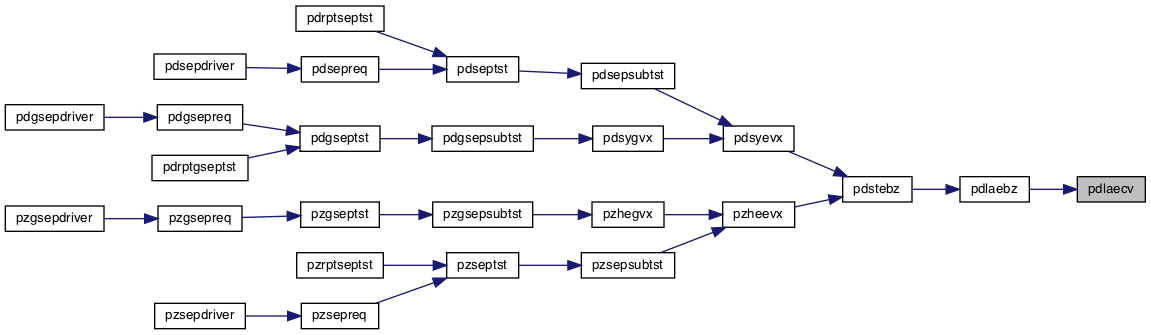 pdrptseptst
pdsepdriver
pdsepreq
pdseptst
pdsepsubtst
pdgsepdriver
pdgsepreq
pdgseptst
pdgsepsubtst
pdsygvx
pdsyevx
pdrptgseptst
pdstebz
pdlaebz
pdlaecv
pzgsepdriver
pzgsepreq
pzgseptst
pzgsepsubtst
pzhegvx
pzheevx
pzrptseptst
pzseptst
pzsepsubtst
pzsepdriver
pzsepreq